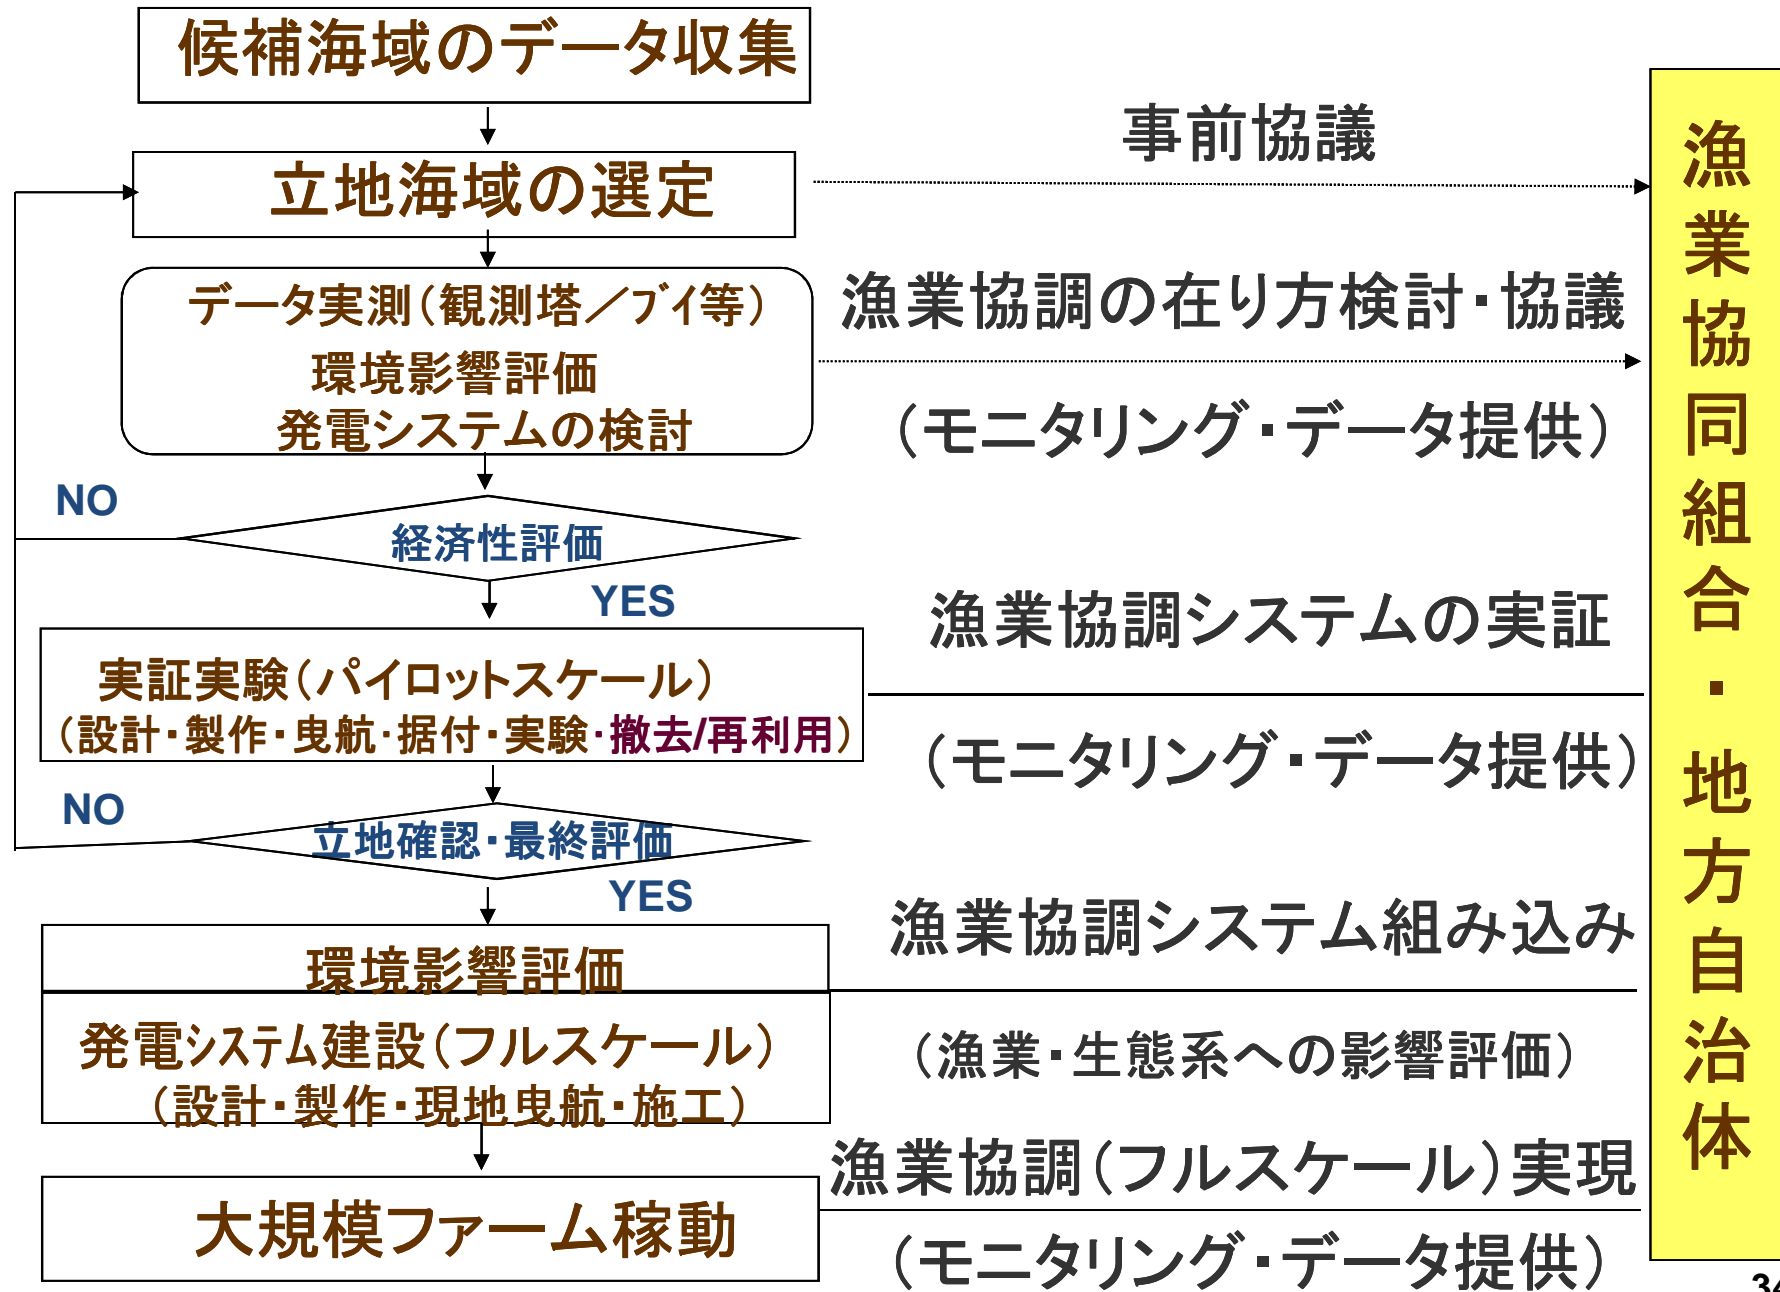 候補海域のデータ収集
立地海域の選定
事前協議
データ実測（観測塔／ブイ等）
環境影響評価
発電システムの検討
漁業協調の在り方検討・協議
（モニタリング・データ提供）
NO
経済性評価
YES
実証実験（パイロットスケール）
（設計・製作・曳航・据付・実験・撤去/再利用）
漁業協調システムの実証
（モニタリング・データ提供）
NO
立地確認・最終評価
YES
環境影響評価
発電システム建設（フルスケール）
（設計・製作・現地曳航・施工）
漁業協調システム組み込み
（漁業・生態系への影響評価）
大規模ファーム稼動
漁業協調（フルスケール）実現
（モニタリング・データ提供）
漁業協同組合・地方自治体
34